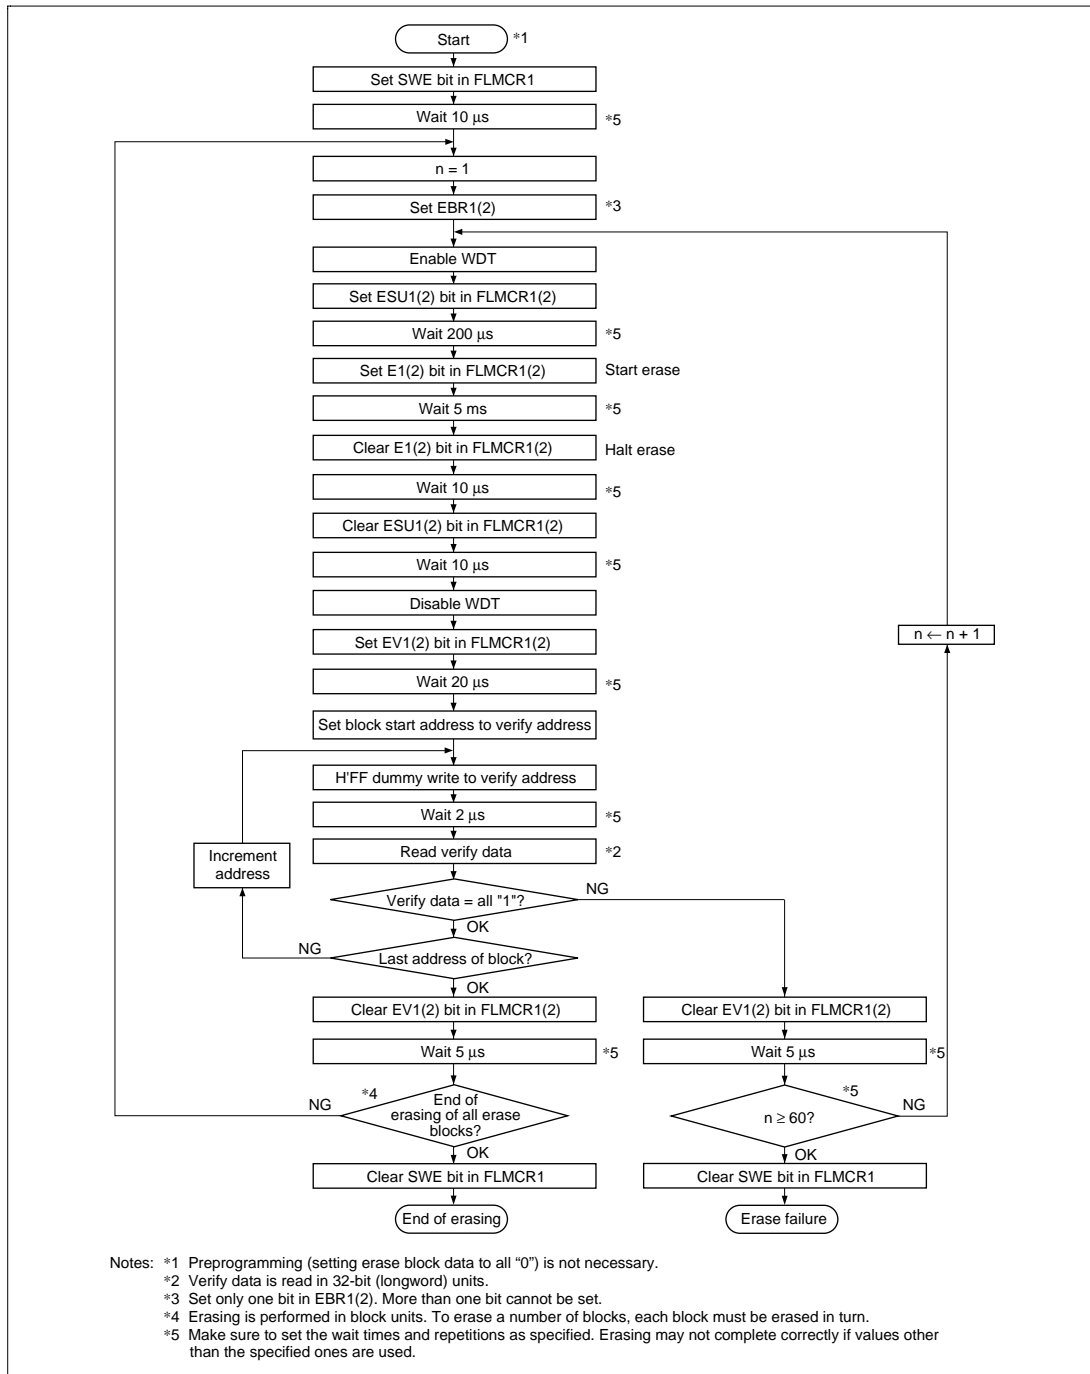 Start *1
Set SWE bit in FLMCR1
Wait 10 μs *5
n = 1
Set EBR1(2) *3
Enable WDT
Set ESU1(2) bit in FLMCR1(2)
Wait 200 μs *5
Set E1(2) bit in FLMCR1(2) Start erase
Wait 5 ms *5
Clear E1(2) bit in FLMCR1(2) Halt erase
Wait 10 μs *5
Clear ESU1(2) bit in FLMCR1(2)
Wait 10 μs *5
Disable WDT
Set EV1(2) bit in FLMCR1(2)
n ← n + 1
Wait 20 μs *5
Set block start address to verify address
H'FF dummy write to verify address
Wait 2 μs *5
Increment
address
Read verify data *2
Verify data = all "1"? NG
OK
NG Last address of block?
OK
Clear EV1(2) bit in FLMCR1(2) Clear EV1(2) bit in FLMCR1(2)
Wait 5 μs *5 Wait 5 μs *5
NG *4 End of
erasing of all erase
blocks?
*5 n ≥ 60? NG
OK OK
Clear SWE bit in FLMCR1 Clear SWE bit in FLMCR1
End of erasing Erase failure
Notes: *1 Preprogramming (setting erase block data to all “0”) is not necessary.
*2 Verify data is read in 32-bit (longword) units.
*3 Set only one bit in EBR1(2). More than one bit cannot be set.
*4 Erasing is performed in block units. To erase a number of blocks, each block must be erased in turn.
*5 Make sure to set the wait times and repetitions as specified. Erasing may not complete correctly if values other
than the specified ones are used.